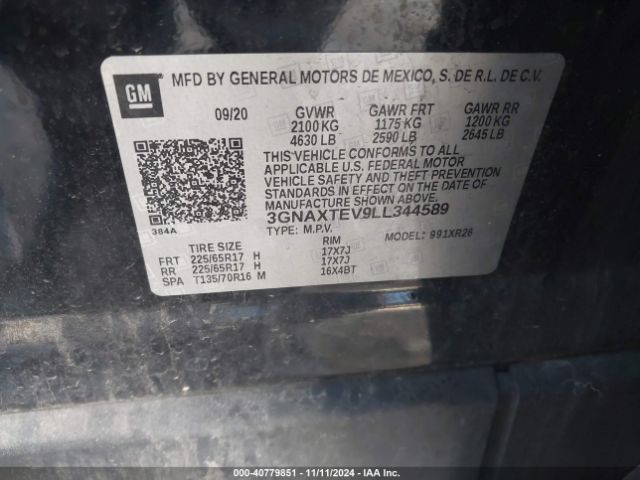 GM
MFD BY GENERAL MOTORS DE MEXICO, S. DE R.L. DE C.V.
09/20 GVWR GAWR FRT GAWR RR
2100 KG 1175 KG 1200 KG
4630 LB 2590 LB 2645 LB
THIS VEHICLE CONFORMS TO ALL
APPLICABLE U.S. FEDERAL MOTOR
VEHICLE SAFETY AND THEFT PREVENTION
STANDARDS IN EFFECT ON THE DATE OF
MANUFACTURE SHOWN ABOVE.
3GNAXTEV9LL344589
384A
TYPE: M.P.V. MODEL: 991XR26
TIRE SIZE RIM
FRT 225/65R17 H 17X7J
RR 225/65R17 H 17X7J
SPA T135/70R16 M 16X4BT
000-40779851 - 11/11/2024 - IAA, LLC.